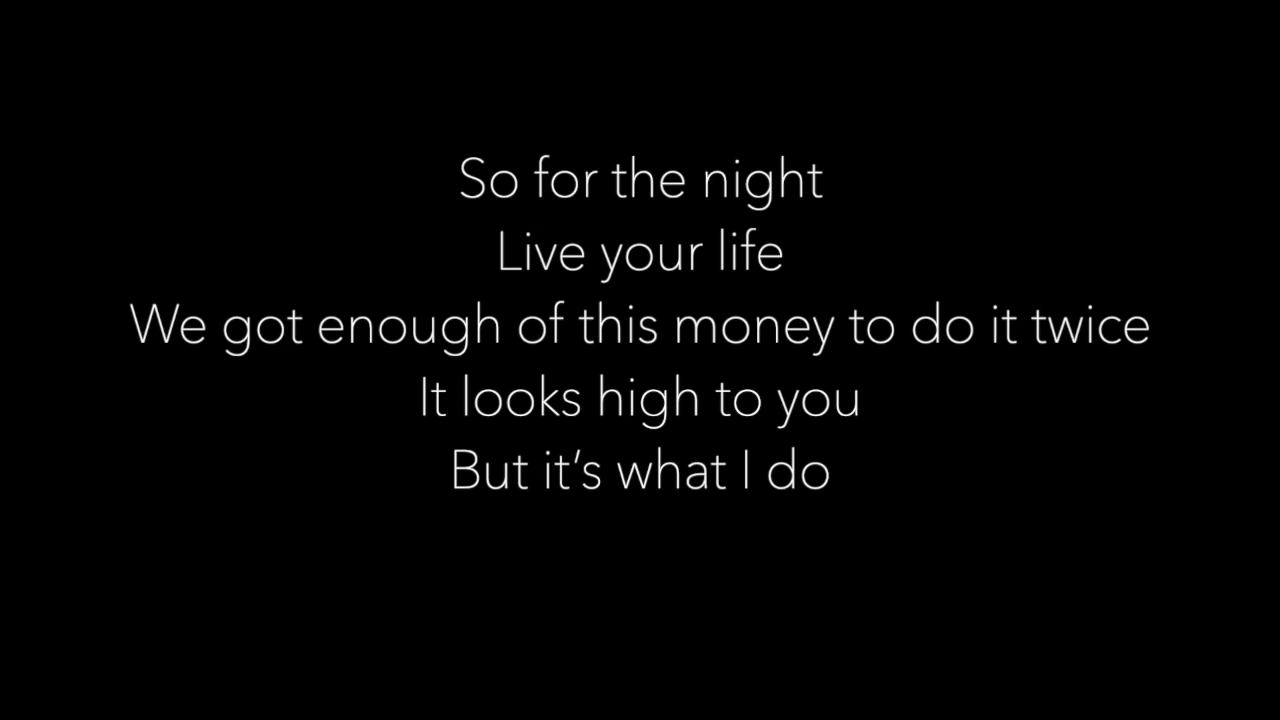 So for the night
Live your life
We got enough of this money to do it twice
It looks high to you
But it’s what I do